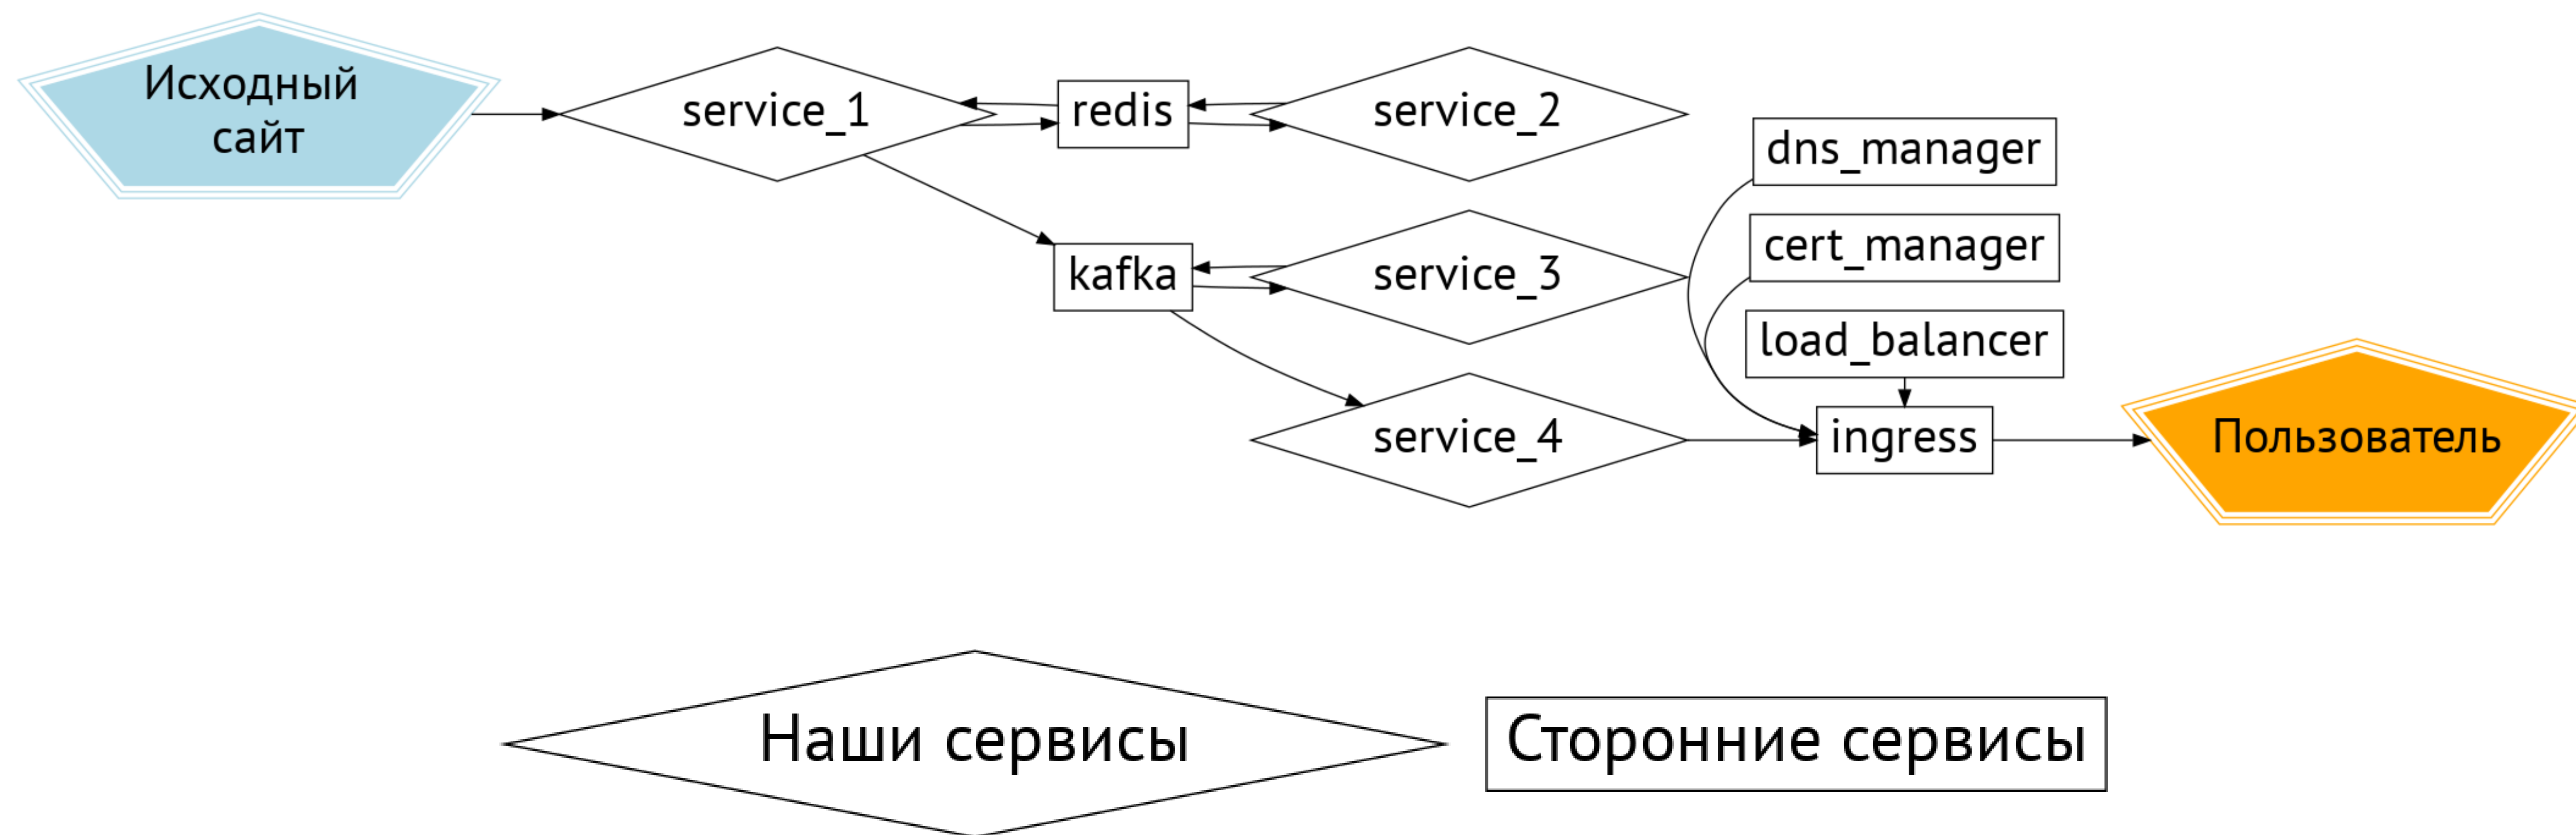 Исходный
сайт
service_1
redis
service_2
dns_manager
cert_manager
kafka
service_3
load_balancer
service_4
ingress
Пользователь
Наши сервисы
Сторонние сервисы